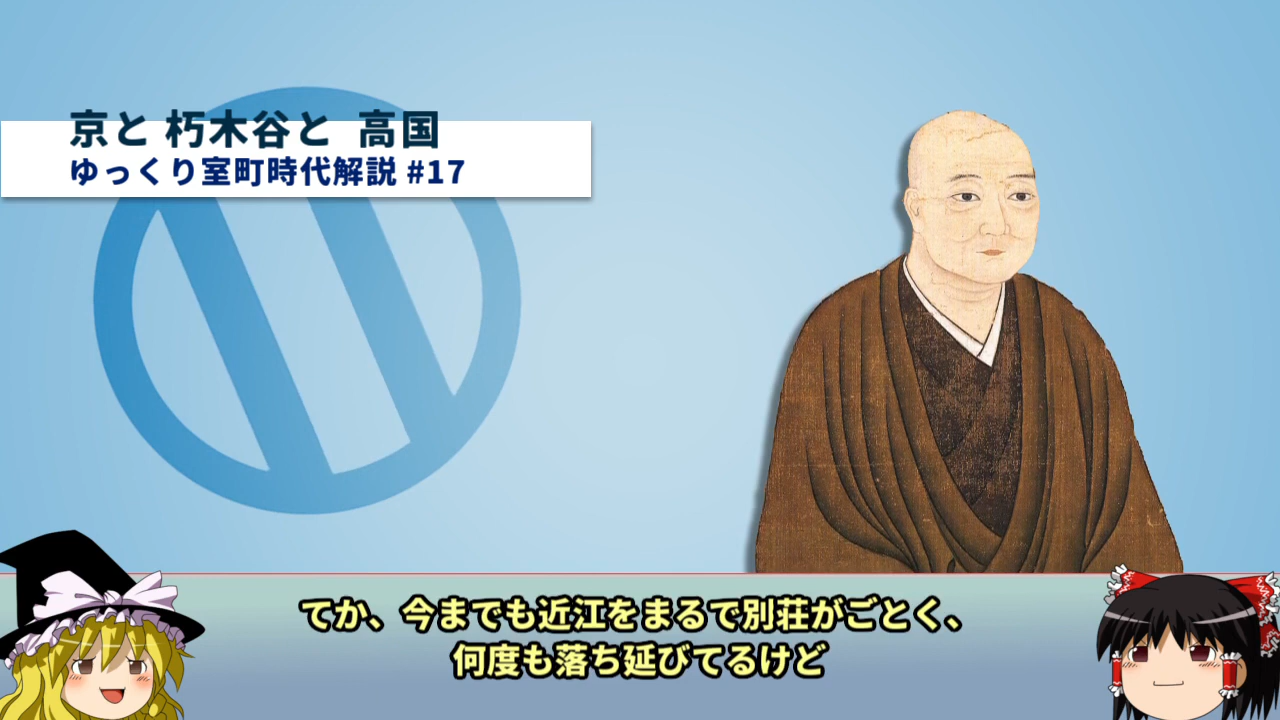 京と 朽木谷と 高国
ゆっくり室町時代解説 #17
てか、今までも近江をまるで別荘がごとく、
何度も落ち延びてるけど